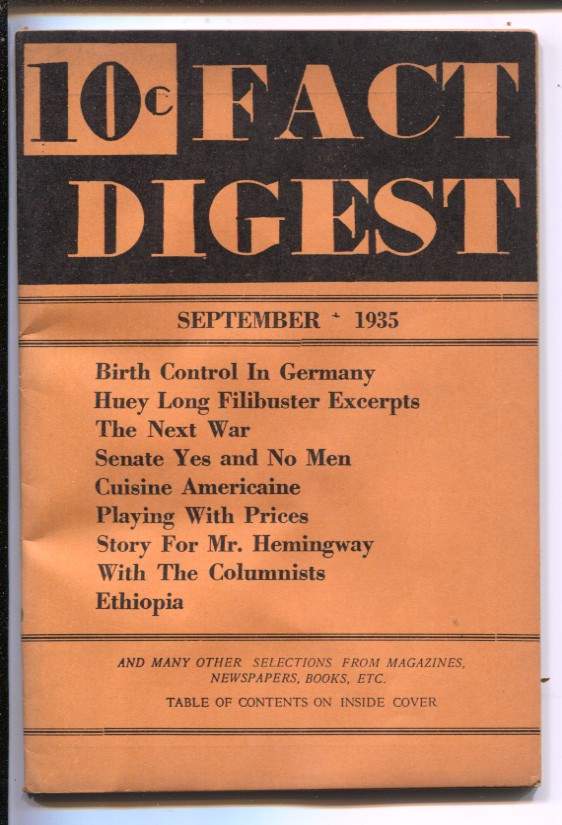 10c FACT
DIGEST
SEPTEMBER 1935
Birth Control In Germany
Huey Long Filibuster Excerpts
The Next War
Senate Yes and No Men
Cuisine Americaine
Playing With Prices
Story For Mr. Hemingway
With The Columnists
Ethiopia
AND MANY OTHER SELECTIONS FROM MAGAZINES,
NEWSPAPERS, BOOKS, ETC.
TABLE OF CONTENTS ON INSIDE COVER